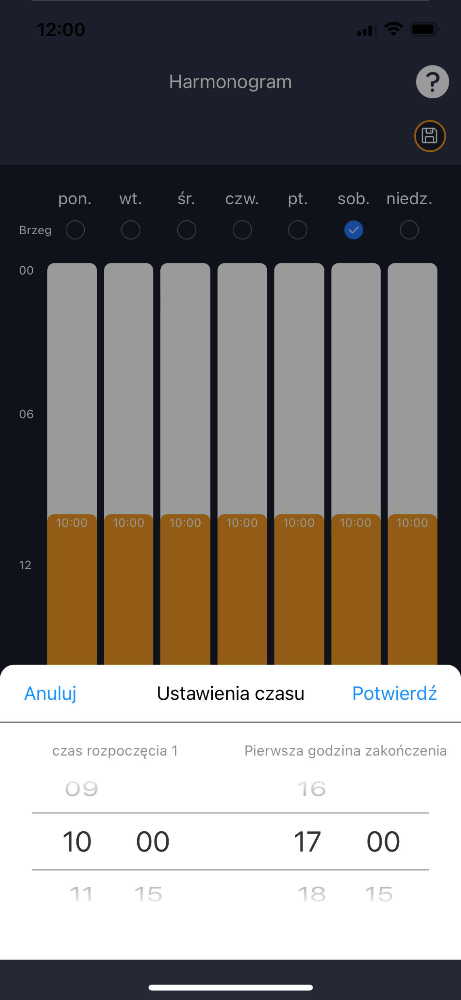 12:00
Harmonogram
?
pon. wt. śr. czw. pt. sob. niedz.
Brzeg
00
06
10:00 10:00 10:00 10:00 10:00 10:00 10:00
12
Anuluj Ustawienia czasu Potwierdź
czas rozpoczęcia 1 Pierwsza godzina zakończenia
09 16
10 00 17 00
11 15 18 15